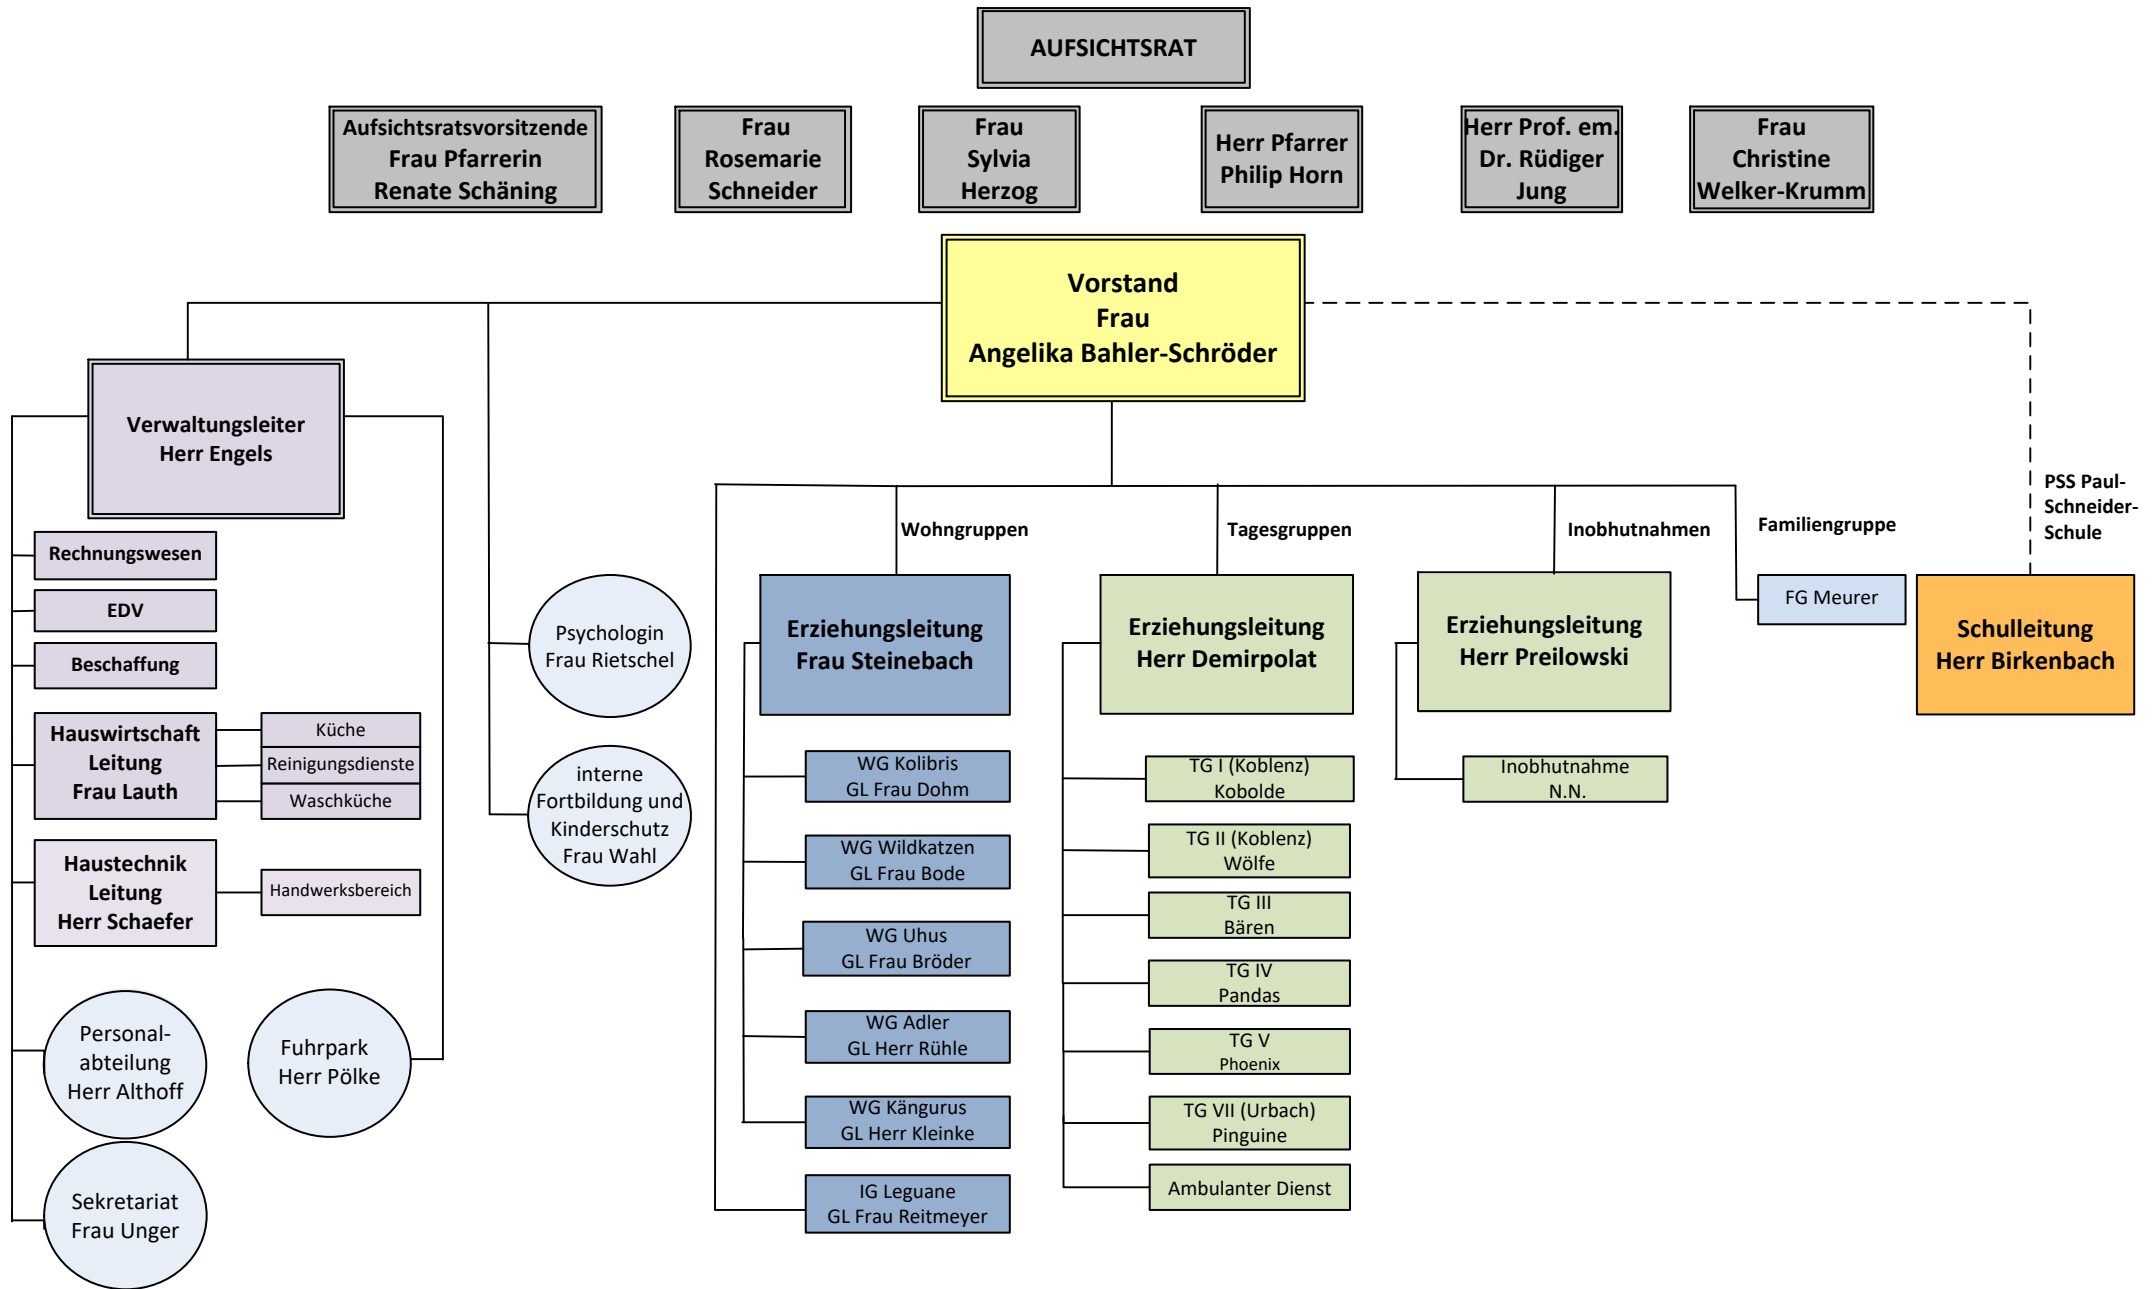 AUFSICHTSRAT
Aufsichtsratsvorsitzende
Frau Pfarrerin
Renate Schäning
Frau
Rosemarie
Schneider
Frau
Sylvia
Herzog
Herr Pfarrer
Philip Horn
Herr Prof. em.
Dr. Rüdiger
Jung
Frau
Christine
Welker-Krumm
Vorstand
Frau
Angelika Bahler-Schröder
Verwaltungsleiter
Herr Engels
Rechnungswesen
EDV
Beschaffung
Hauswirtschaft
Leitung
Frau Lauth
Küche
Reinigungsdienste
Waschküche
Haustechnik
Leitung
Herr Schaefer
Handwerksbereich
Personal-
abteilung
Herr Althoff
Fuhrpark
Herr Pölke
Sekretariat
Frau Unger
Psychologin
Frau Rietschel
interne
Fortbildung und
Kinderschutz
Frau Wahl
Wohngruppen
Erziehungsleitung
Frau Steinebach
WG Kolibris
GL Frau Dohm
WG Wildkatzen
GL Frau Bode
WG Uhus
GL Frau Bröder
WG Adler
GL Herr Rühle
WG Kängurus
GL Herr Kleinke
IG Leguane
GL Frau Reitmeyer
Tagesgruppen
Erziehungsleitung
Herr Demirpolat
TG I (Koblenz)
Kobolde
TG II (Koblenz)
Wölfe
TG III
Bären
TG IV
Pandas
TG V
Phoenix
TG VII (Urbach)
Pinguine
Ambulanter Dienst
Inobhutnahmen
Erziehungsleitung
Herr Preilowski
Inobhutnahme
N.N.
Familiengruppe
FG Meurer
PSS Paul-
Schneider-
Schule
Schulleitung
Herr Birkenbach